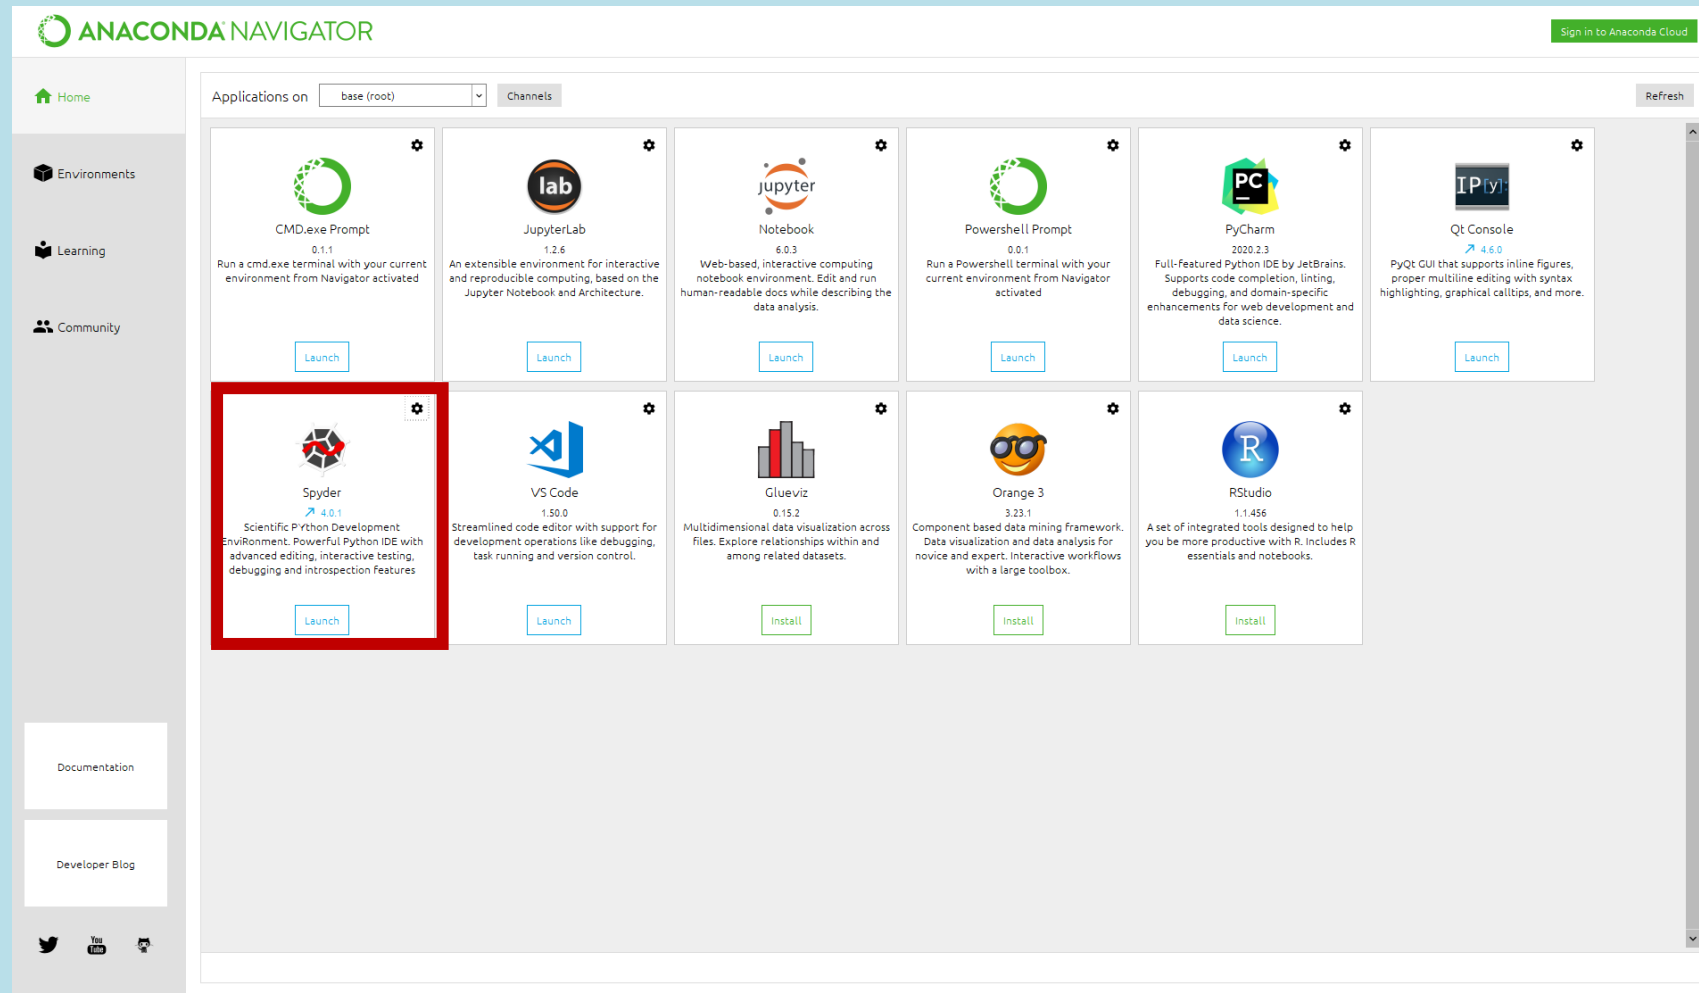 ANACONDA NAVIGATOR
Sign in to Anaconda Cloud
Home
Environments
Learning
Community
Documentation
Developer Blog
You
Tube
Applications on base (root) Channels
Refresh
CMD.exe Prompt
0.1.1
Run a cmd.exe terminal with your current
environment from Navigator activated
Launch
lab
JupyterLab
1.2.6
An extensible environment for interactive
and reproducible computing, based on the
Jupyter Notebook and Architecture.
Launch
jupyter
Notebook
6.0.3
Web-based, interactive computing
notebook environment. Edit and run
human-readable docs while describing the
data analysis.
Launch
Powershell Prompt
0.0.1
Run a Powershell terminal with your
current environment from Navigator
activated
Launch
PC
PyCharm
2020.2.3
Full-featured Python IDE by JetBrains.
Supports code completion, linting,
debugging, and domain-specific
enhancements for web development and
data science.
Launch
IP[y]:
Qt Console
4.6.0
PyQt GUI that supports inline figures,
proper multiline editing with syntax
highlighting, graphical calltips, and more.
Launch
Spyder
4.0.1
Scientific PYthon Development
EnviRonment. Powerful Python IDE with
advanced editing, interactive testing,
debugging and introspection features
Launch
VS Code
1.50.0
Streamlined code editor with support for
development operations like debugging,
task running and version control.
Launch
Glueviz
0.15.2
Multidimensional data visualization across
files. Explore relationships within and
among related datasets.
Install
Orange 3
3.23.1
Component based data mining framework.
Data visualization and data analysis for
novice and expert. Interactive workflows
with a large toolbox.
Install
R
RStudio
1.1.456
A set of integrated tools designed to help
you be more productive with R. Includes R
essentials and notebooks.
Install